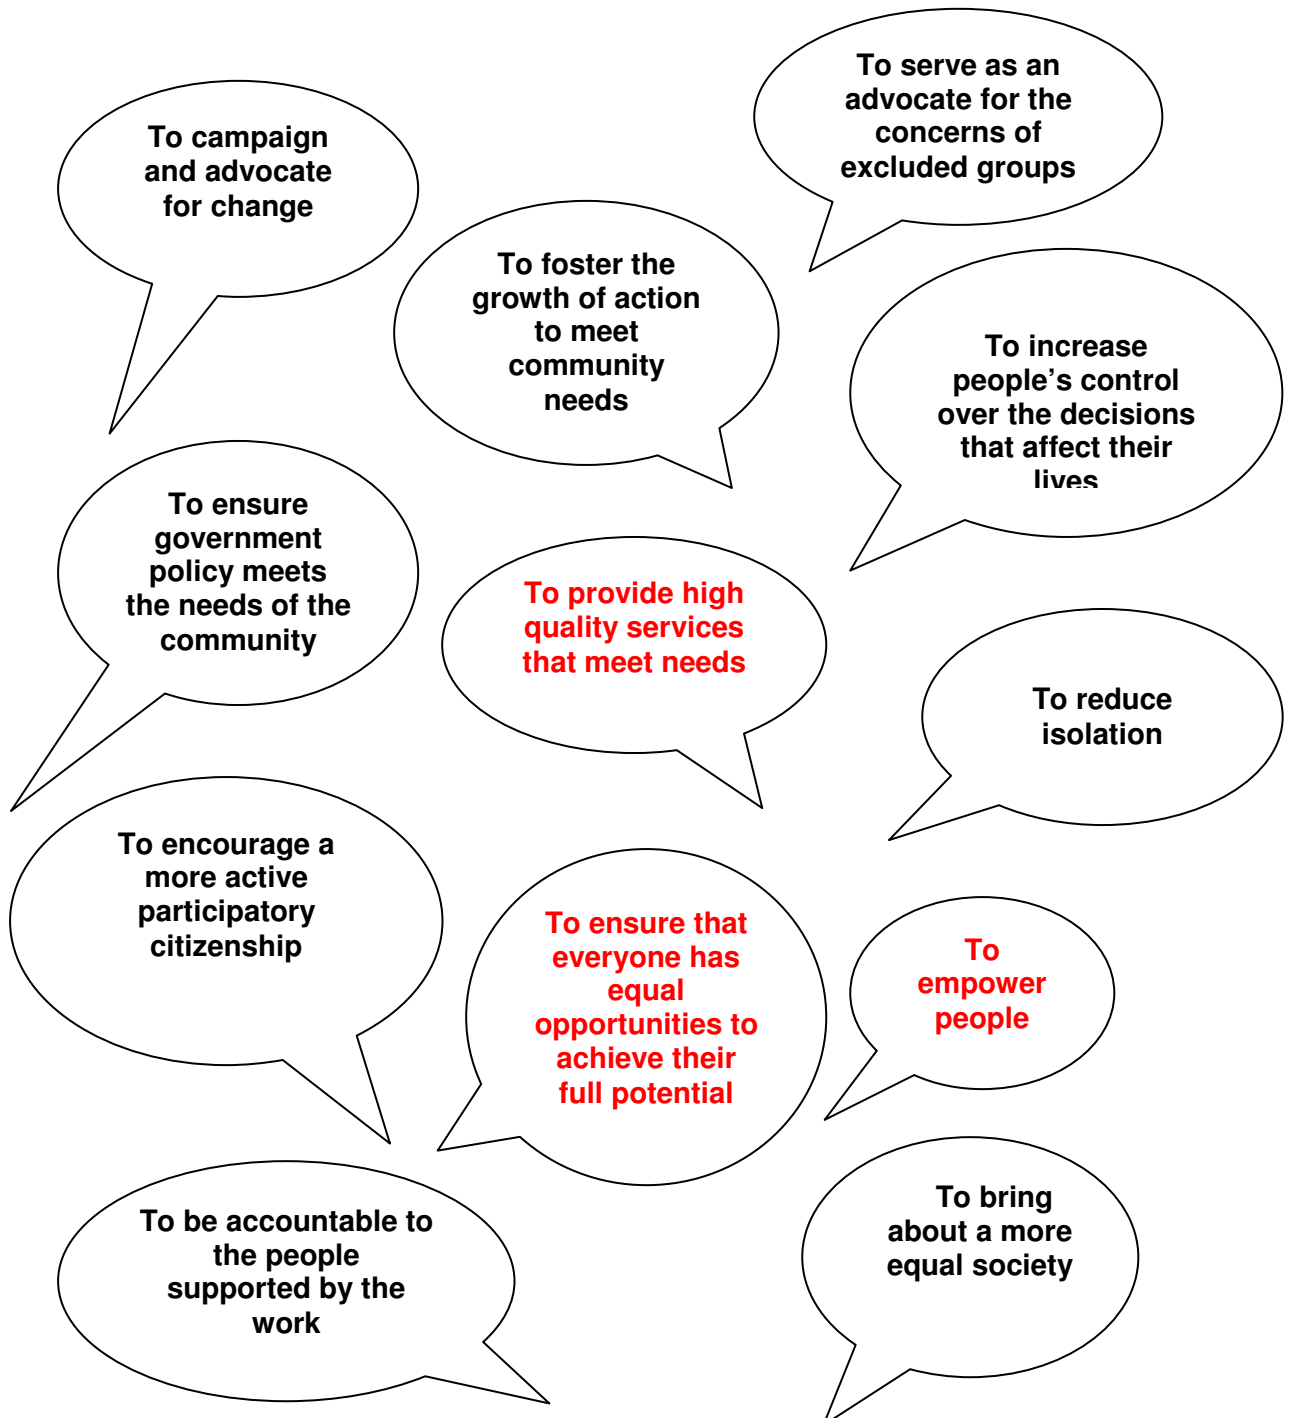 To serve as an
advocate for the
concerns of
excluded groups
To campaign
and advocate
for change
To foster the
growth of action
to meet
community
needs
To increase
people’s control
over the decisions
that affect their
lives
To ensure
government
policy meets
the needs of the
community
To provide high
quality services
that meet needs
To reduce
isolation
To encourage a
more active
participatory
citizenship
To ensure that
everyone has
equal
opportunities to
achieve their
full potential
To
empower
people
To be accountable to
the people
supported by the
work
To bring
about a more
equal society